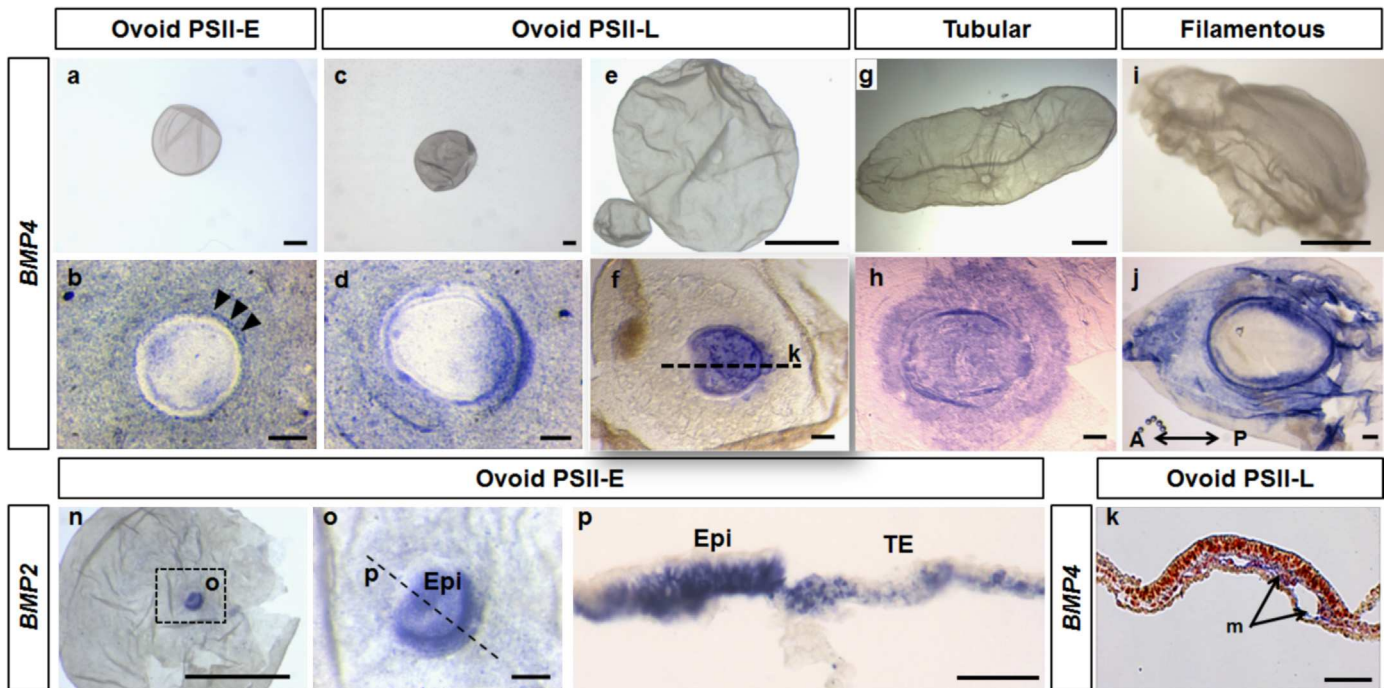 Ovoid PSII-E
Ovoid PSII-L
Tubular
Filamentous
BMP4
a
c
e
g
i
b
d
f
k
h
j
A
P
Ovoid PSII-E
Ovoid PSII-L
BMP2
n
o
o
p
Epi
p
Epi
TE
BMP4
k
m